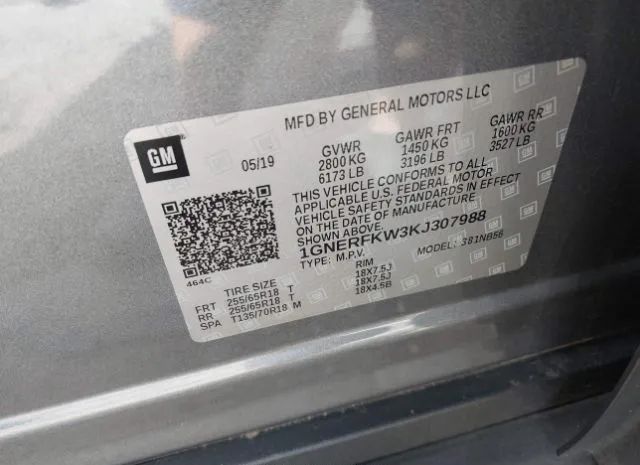 MFD BY GENERAL MOTORS LLC
GM
05/19
GVWR GAWR FRT GAWR RR
2800 KG 1450 KG 1600 KG
6173 LB 3196 LB 3527 LB
THIS VEHICLE CONFORMS TO ALL
APPLICABLE U.S. FEDERAL MOTOR
VEHICLE SAFETY STANDARDS IN EFFECT
ON THE DATE OF MANUFACTURE
SHOWN ABOVE.
1GNERFKW3KJ307988
TYPE: M.P.V. MODEL: 381NB56
464C
TIRE SIZE RIM
FRT 255/65R18 T 18X7.5J
RR 255/65R18 T 18X7.5J
SPA T135/70R18 M 18X4.5B